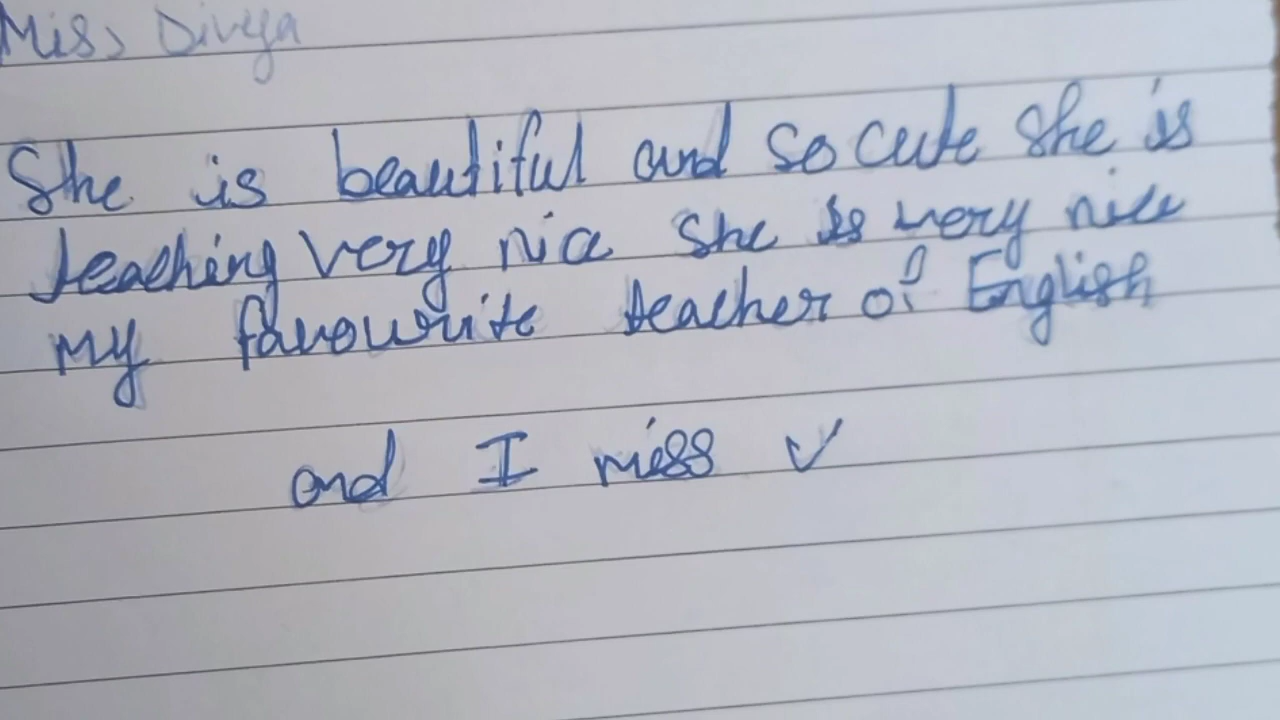 Miss Divya
She is beautiful and so cute She is
teaching very nice She is very nice
my favourite teacher of English
and I miss ✓